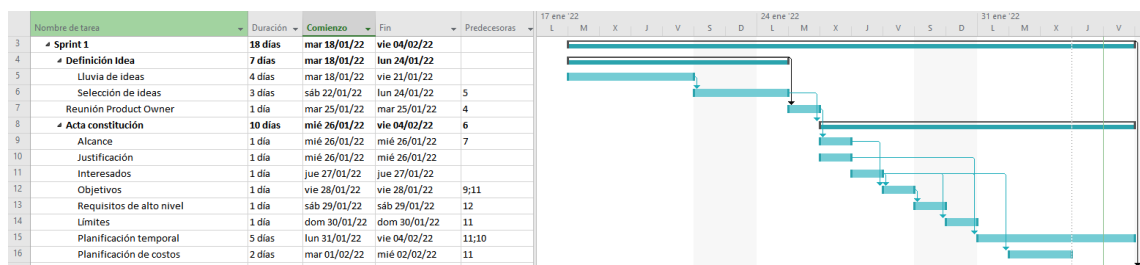 17 ene '22 24 ene '22 31 ene '22
Nombre de tarea Duración Comienzo Fin Predecesoras L M X J V S D L M X J V S D L M X J V
3 Sprint 1 18 días mar 18/01/22 vie 04/02/22
4 Definición Idea 7 días mar 18/01/22 lun 24/01/22
5 Lluvia de ideas 4 días mar 18/01/22 vie 21/01/22
6 Selección de ideas 3 días sáb 22/01/22 lun 24/01/22 5
7 Reunión Product Owner 1 día mar 25/01/22 mar 25/01/22 4
8 Acta constitución 10 días mié 26/01/22 vie 04/02/22 6
9 Alcance 1 día mié 26/01/22 mié 26/01/22 7
10 Justificación 1 día mié 26/01/22 mié 26/01/22
11 Interesados 1 día jue 27/01/22 jue 27/01/22
12 Objetivos 1 día vie 28/01/22 vie 28/01/22 9;11
13 Requisitos de alto nivel 1 día sáb 29/01/22 sáb 29/01/22 12
14 Límites 1 día dom 30/01/22 dom 30/01/22 11
15 Planificación temporal 5 días lun 31/01/22 vie 04/02/22 11;10
16 Planificación de costos 2 días mar 01/02/22 mié 02/02/22 11